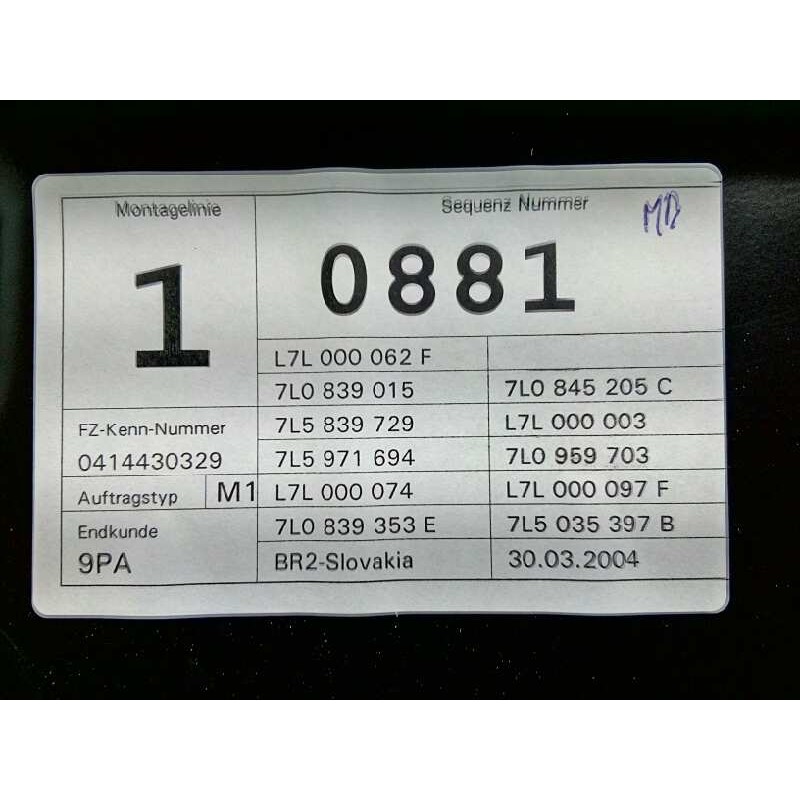 Montagelinie
Sequenz Nummer
MD
1
0881
L7L 000 062 F
7L0 839 015
7L0 845 205 C
FZ-Kenn-Nummer
0414430329
7L5 839 729
L7L 000 003
7L5 971 694
7L0 959 703
Auftragstyp
M1
L7L 000 074
L7L 000 097 F
Endkunde
9PA
7L0 839 353 E
7L5 035 397 B
BR2-Slovakia
30.03.2004